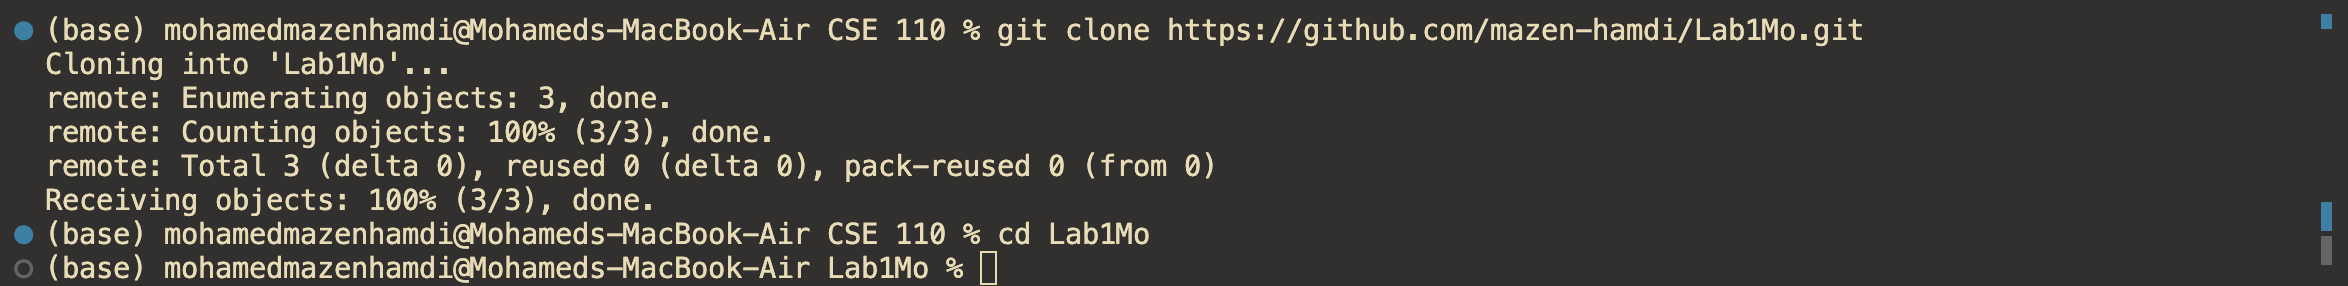 (base) mohamedmazenhamdi@Mohameds-MacBook-Air CSE 110 % git clone https://github.com/mazen-hamdi/Lab1Mo.git
Cloning into 'Lab1Mo'...
remote: Enumerating objects: 3, done.
remote: Counting objects: 100% (3/3), done.
remote: Total 3 (delta 0), reused 0 (delta 0), pack-reused 0 (from 0)
Receiving objects: 100% (3/3), done.
(base) mohamedmazenhamdi@Mohameds-MacBook-Air CSE 110 % cd Lab1Mo
(base) mohamedmazenhamdi@Mohameds-MacBook-Air Lab1Mo %